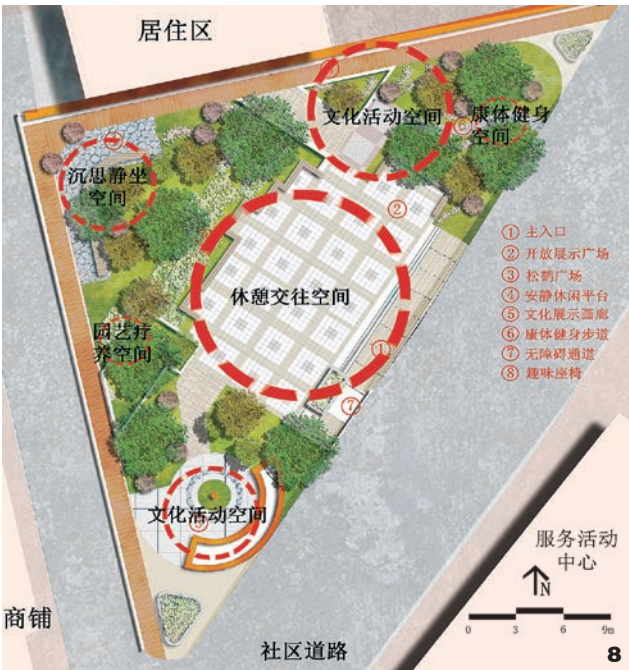 居住区
文化活动空间
康体健身
空间
沉思静坐
空间
②
休憩交往空间
园艺疗
养空间
①
⑦
文化活动空间
① 主入口
② 开放展示广场
③ 松鹤广场
④ 安静休闲平台
⑤ 文化展示画廊
⑥ 康体健身步道
⑦ 无障碍通道
⑧ 趣味座椅
服务活动
中心
N
0 3 6 9m
商铺
社区道路
8